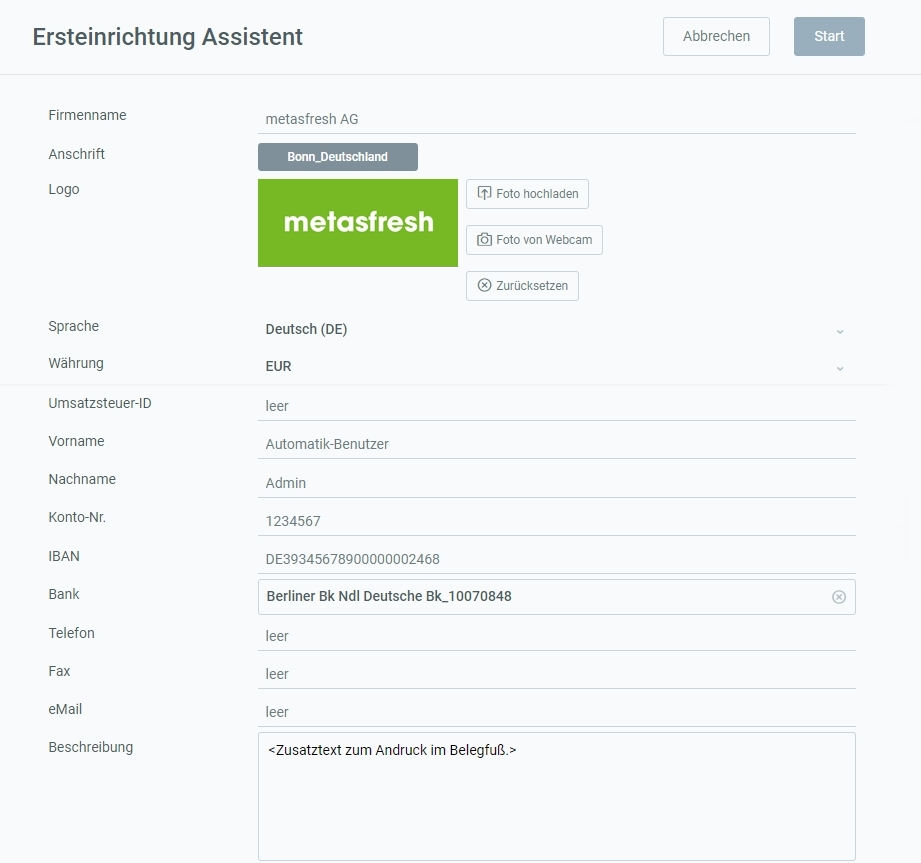 Ersteinrichtung Assistent
Abbrechen
Start
Firmenname
metasfresh AG
Anschrift
Bonn_Deutschland
Logo
metasfresh
Foto hochladen
Foto von Webcam
Zurücksetzen
Sprache
Deutsch (DE)
Währung
EUR
Umsatzsteuer-ID
leer
Vorname
Automatik-Benutzer
Nachname
Admin
Konto-Nr.
1234567
IBAN
DE39345678900000002468
Bank
Berliner Bk Ndl Deutsche Bk_10070848
Telefon
leer
Fax
leer
eMail
leer
Beschreibung
<Zusatztext zum Andruck im Belegfuß.>